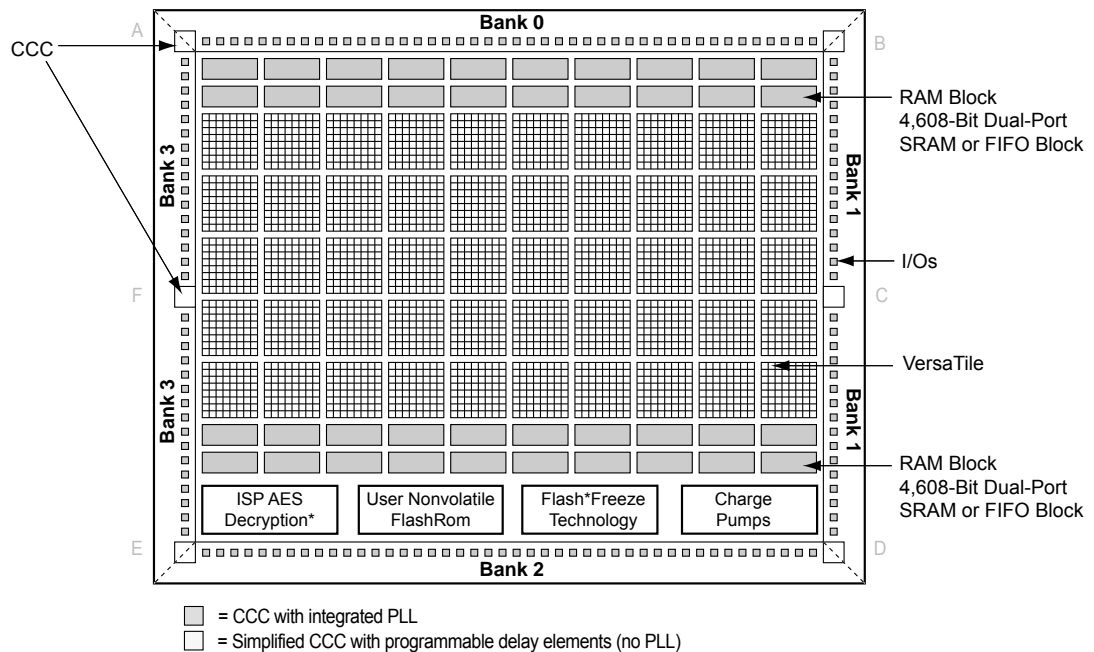 Bank 0
A
B
CCC
RAM Block
4,608-Bit Dual-Port
SRAM or FIFO Block
Bank 3
Bank 1
I/Os
F
C
VersaTile
Bank 3
Bank 1
RAM Block
4,608-Bit Dual-Port
SRAM or FIFO Block
ISP AES
Decryption*
User Nonvolatile
FlashRom
Flash*Freeze
Technology
Charge
Pumps
E
D
Bank 2
= CCC with integrated PLL
= Simplified CCC with programmable delay elements (no PLL)